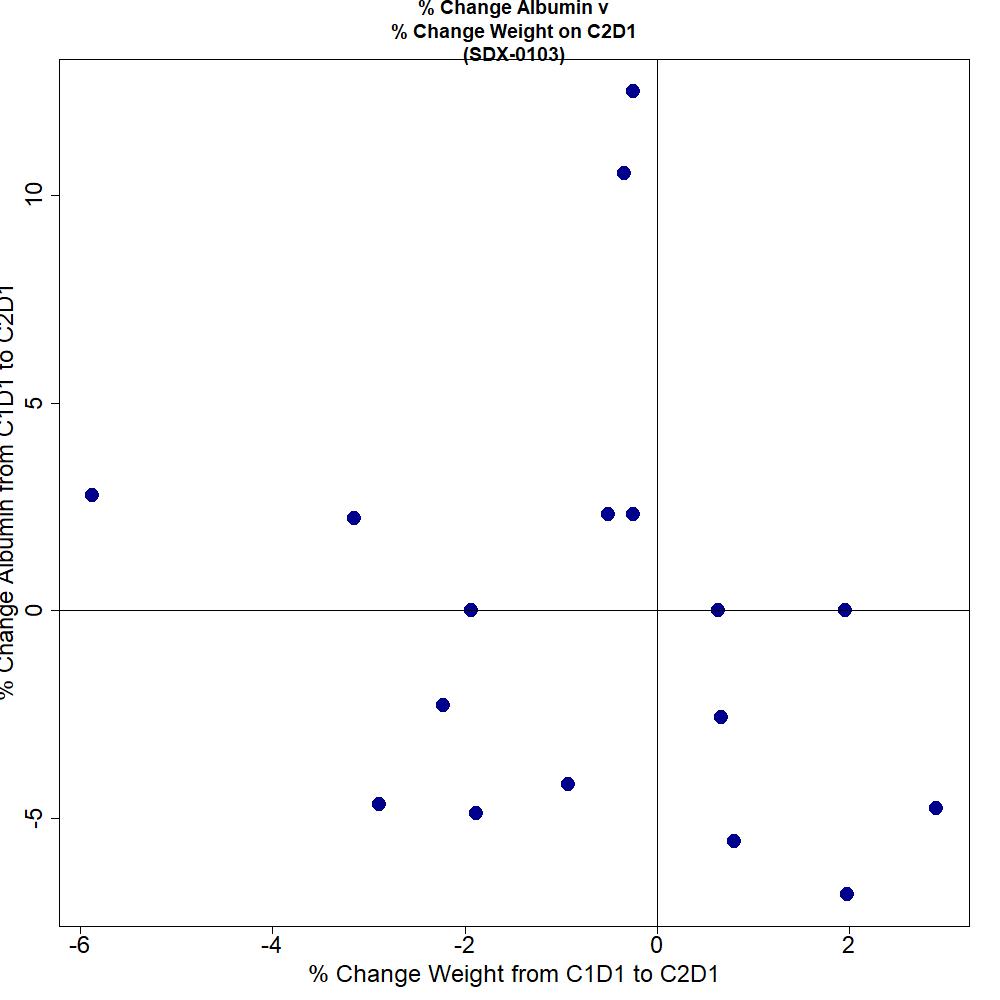 % Change Albumin v
% Change Weight on C2D1
(SDX-0103)
% Change Albumin from C1D1 to C2D1
10
5
0
-5
-6 -4 -2 0 2
% Change Weight from C1D1 to C2D1